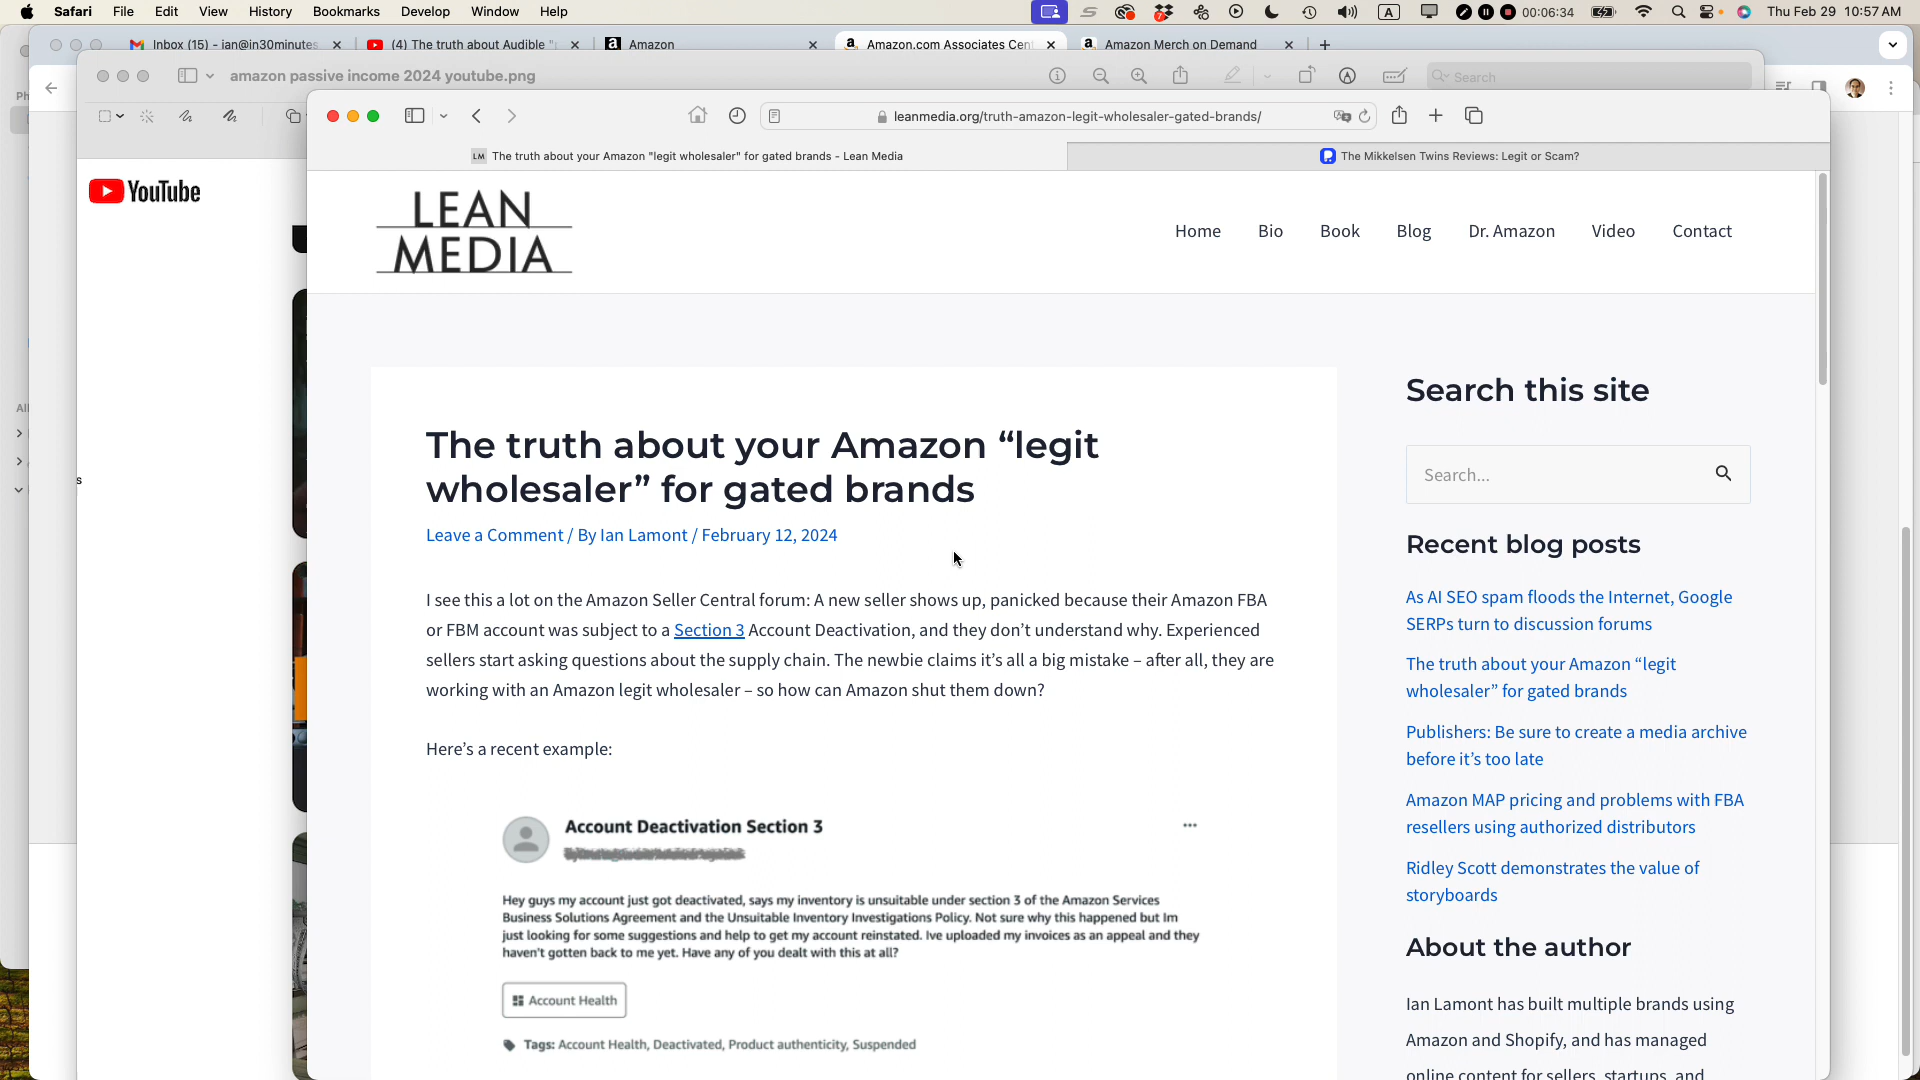 Safari File Edit View History Bookmarks Develop Window Help
7
A
00:06:34
Thu Feb 29 10:57 AM
Inbox (15) - ian@in30minutes
(4) The truth about Audible "
Amazon
Amazon.com Associates Cen
Amazon Merch on Demand
amazon passive income 2024 youtube.png
Search
leanmedia.org/truth-amazon-legit-wholesaler-gated-brands/
LM The truth about your Amazon "legit wholesaler" for gated brands - Lean Media
The Mikkelsen Twins Reviews: Legit or Scam?
Ph
All
s
YouTube
LEAN
MEDIA
Home Bio Book Blog Dr. Amazon Video Contact
The truth about your Amazon “legit
wholesaler” for gated brands
Leave a Comment / By Ian Lamont / February 12, 2024
I see this a lot on the Amazon Seller Central forum: A new seller shows up, panicked because their Amazon FBA
or FBM account was subject to a Section 3 Account Deactivation, and they don’t understand why. Experienced
sellers start asking questions about the supply chain. The newbie claims it’s all a big mistake – after all, they are
working with an Amazon legit wholesaler – so how can Amazon shut them down?
Here’s a recent example:
Account Deactivation Section 3
Hey guys my account just got deactivated, says my inventory is unsuitable under section 3 of the Amazon Services
Business Solutions Agreement and the Unsuitable Inventory Investigations Policy. Not sure why this happened but Im
just looking for some suggestions and help to get my account reinstated. Ive uploaded my invoices as an appeal and they
haven't gotten back to me yet. Have any of you dealt with this at all?
Account Health
Tags: Account Health, Deactivated, Product authenticity, Suspended
Search this site
Search...
Recent blog posts
As AI SEO spam floods the Internet, Google
SERPs turn to discussion forums
The truth about your Amazon “legit
wholesaler” for gated brands
Publishers: Be sure to create a media archive
before it’s too late
Amazon MAP pricing and problems with FBA
resellers using authorized distributors
Ridley Scott demonstrates the value of
storyboards
About the author
Ian Lamont has built multiple brands using
Amazon and Shopify, and has managed
online content for sellers, startups, and